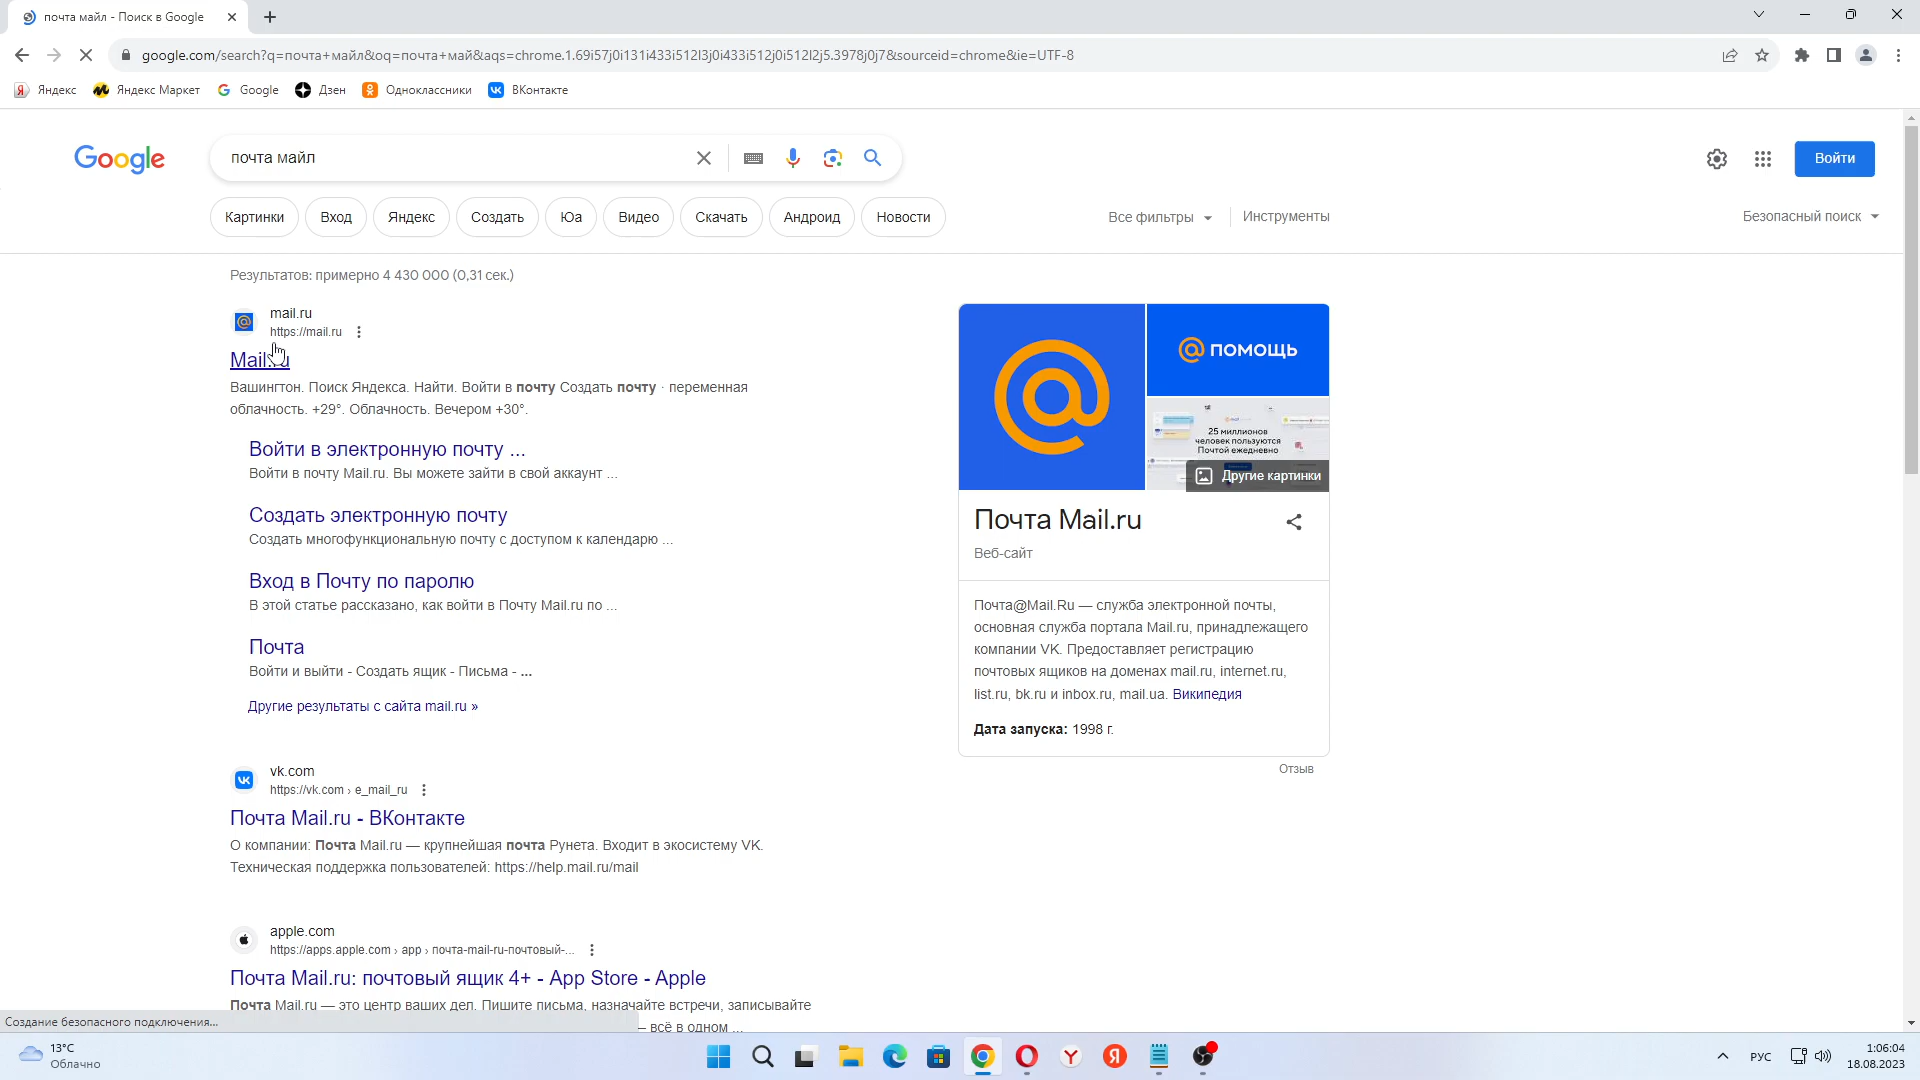 почта майл - Поиск в Google
google.com/search?q=почта+майл&oq=почта+май&aqs=chrome.1.69i57j0i131i433i512l3j0i433i512j0i512l2j5.3978j0j7&sourceid=chrome&ie=UTF-8
Яндекс Яндекс Маркет Google Дзен Одноклассники ВКонтакте
Google
почта майл
Войти
Картинки Вход Яндекс Создать Юа Видео Скачать Андроид Новости
Все фильтры Инструменты
Безопасный поиск
Результатов: примерно 4 430 000 (0,31 сек.)
mail.ru
https://mail.ru
Mail.ru
Вашингтон. Поиск Яндекса. Найти. Войти в почту Создать почту · переменная
облачность. +29°. Облачность. Вечером +30°.
Войти в электронную почту ...
Войти в почту Mail.ru. Вы можете зайти в свой аккаунт ...
Создать электронную почту
Создать многофункциональную почту с доступом к календарю ...
Вход в Почту по паролю
В этой статье рассказано, как войти в Почту Mail.ru по ...
Почта
Войти и выйти - Создать ящик - Письма - ...
Другие результаты с сайта mail.ru »
vk.com
https://vk.com › e_mail_ru
Почта Mail.ru - ВКонтакте
О компании: Почта Mail.ru — крупнейшая почта Рунета. Входит в экосистему VK.
Техническая поддержка пользователей: https://help.mail.ru/mail
apple.com
https://apps.apple.com › app › почта-mail-ru-почтовый-...
Почта Mail.ru: почтовый ящик 4+ - App Store - Apple
Почта Mail.ru — это центр ваших дел. Пишите письма, назначайте встречи, записывайте
— всё в одном ...
ПОМОЩЬ
25 миллионов
человек пользуются
Почтой ежедневно
Другие картинки
Почта Mail.ru
Веб-сайт
Почта@Mail.Ru — служба электронной почты,
основная служба портала Mail.ru, принадлежащего
компании VK. Предоставляет регистрацию
почтовых ящиков на доменах mail.ru, internet.ru,
list.ru, bk.ru и inbox.ru, mail.ua. Википедия
Дата запуска: 1998 г.
Отзыв
Создание безопасного подключения...
13°C
Облачно
РУС
1:06:04
18.08.2023